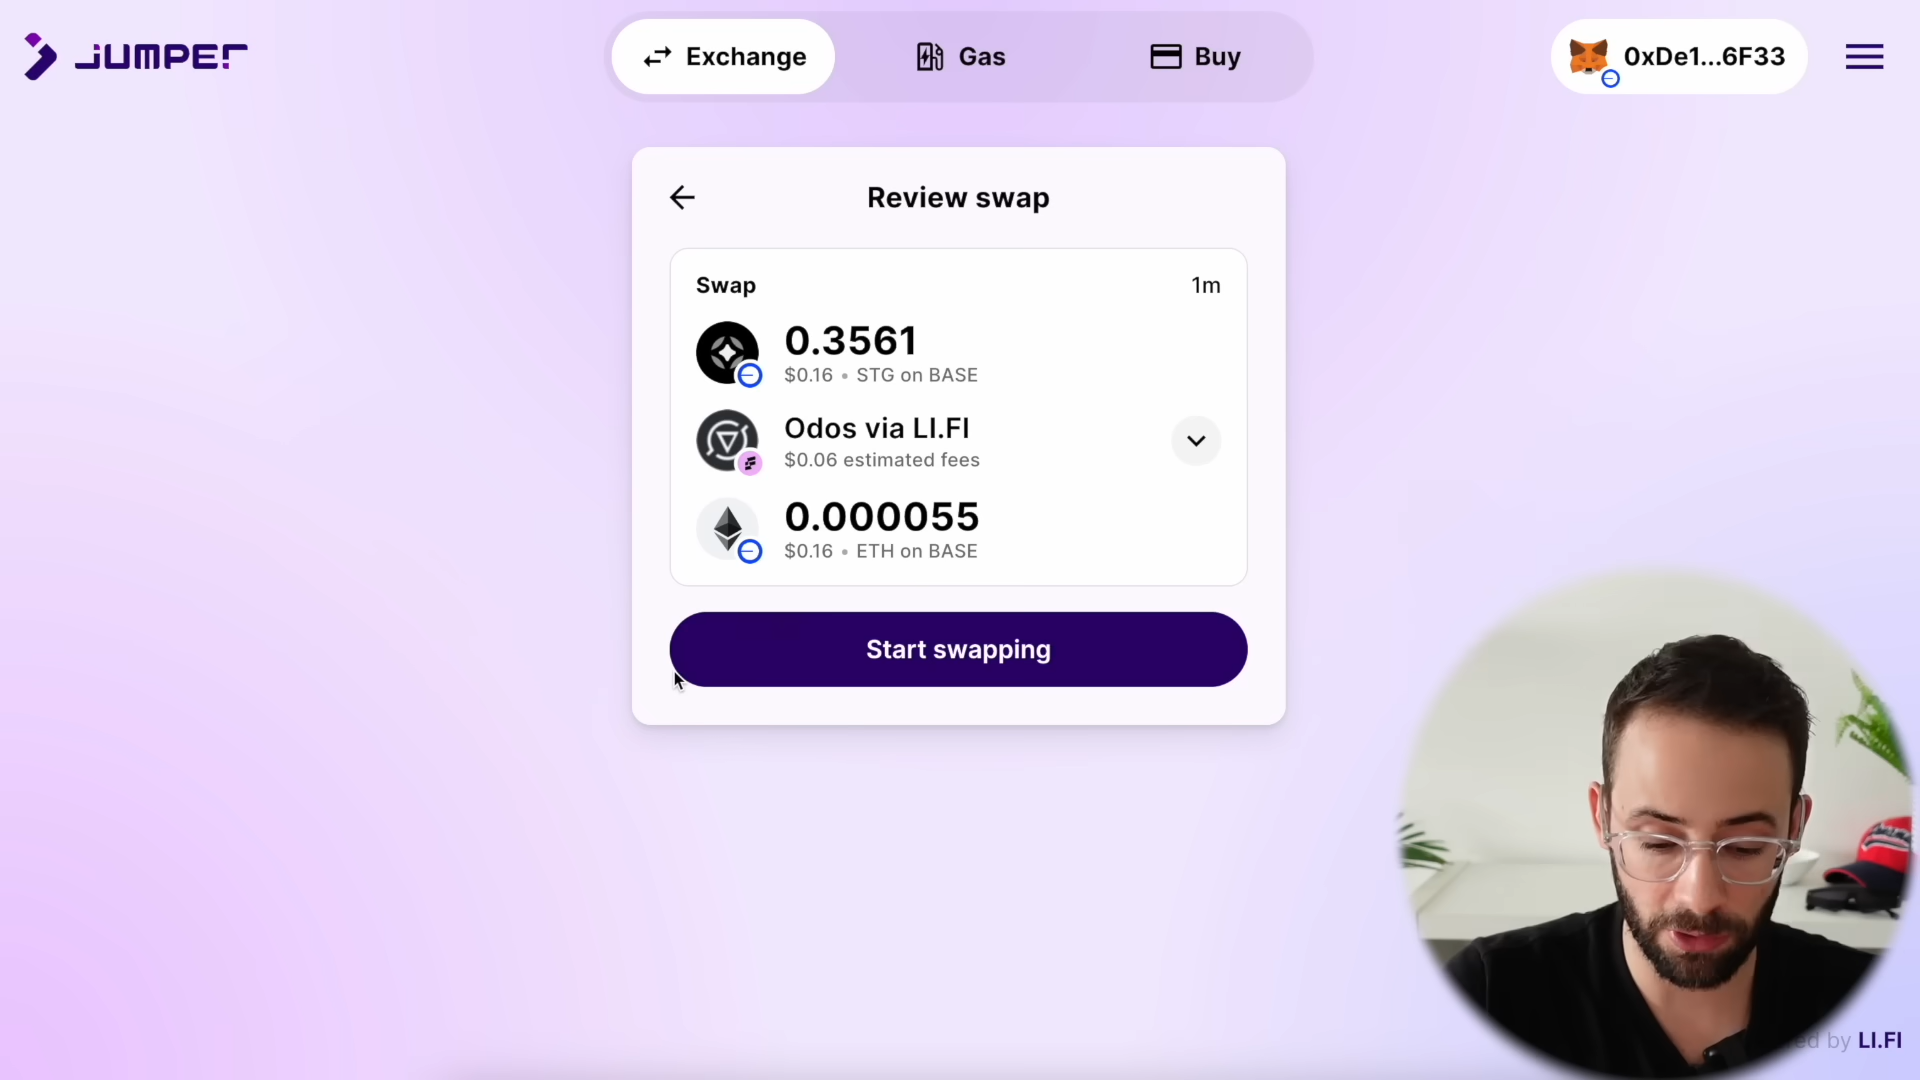 JUMPER
Exchange
Gas
Buy
0xDe1...6F33
Review swap
Swap
1m
0.3561
$0.16 • STG on BASE
Odos via LI.FI
$0.06 estimated fees
0.000055
$0.16 • ETH on BASE
Start swapping
by LI.FI